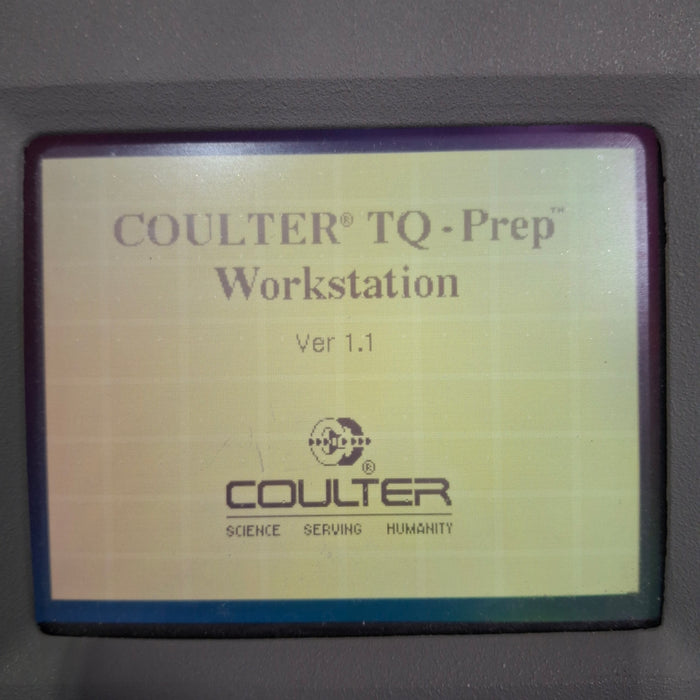 COULTER® TQ-Prep™
Workstation
Ver 1.1
®
COULTER
SCIENCE SERVING HUMANITY